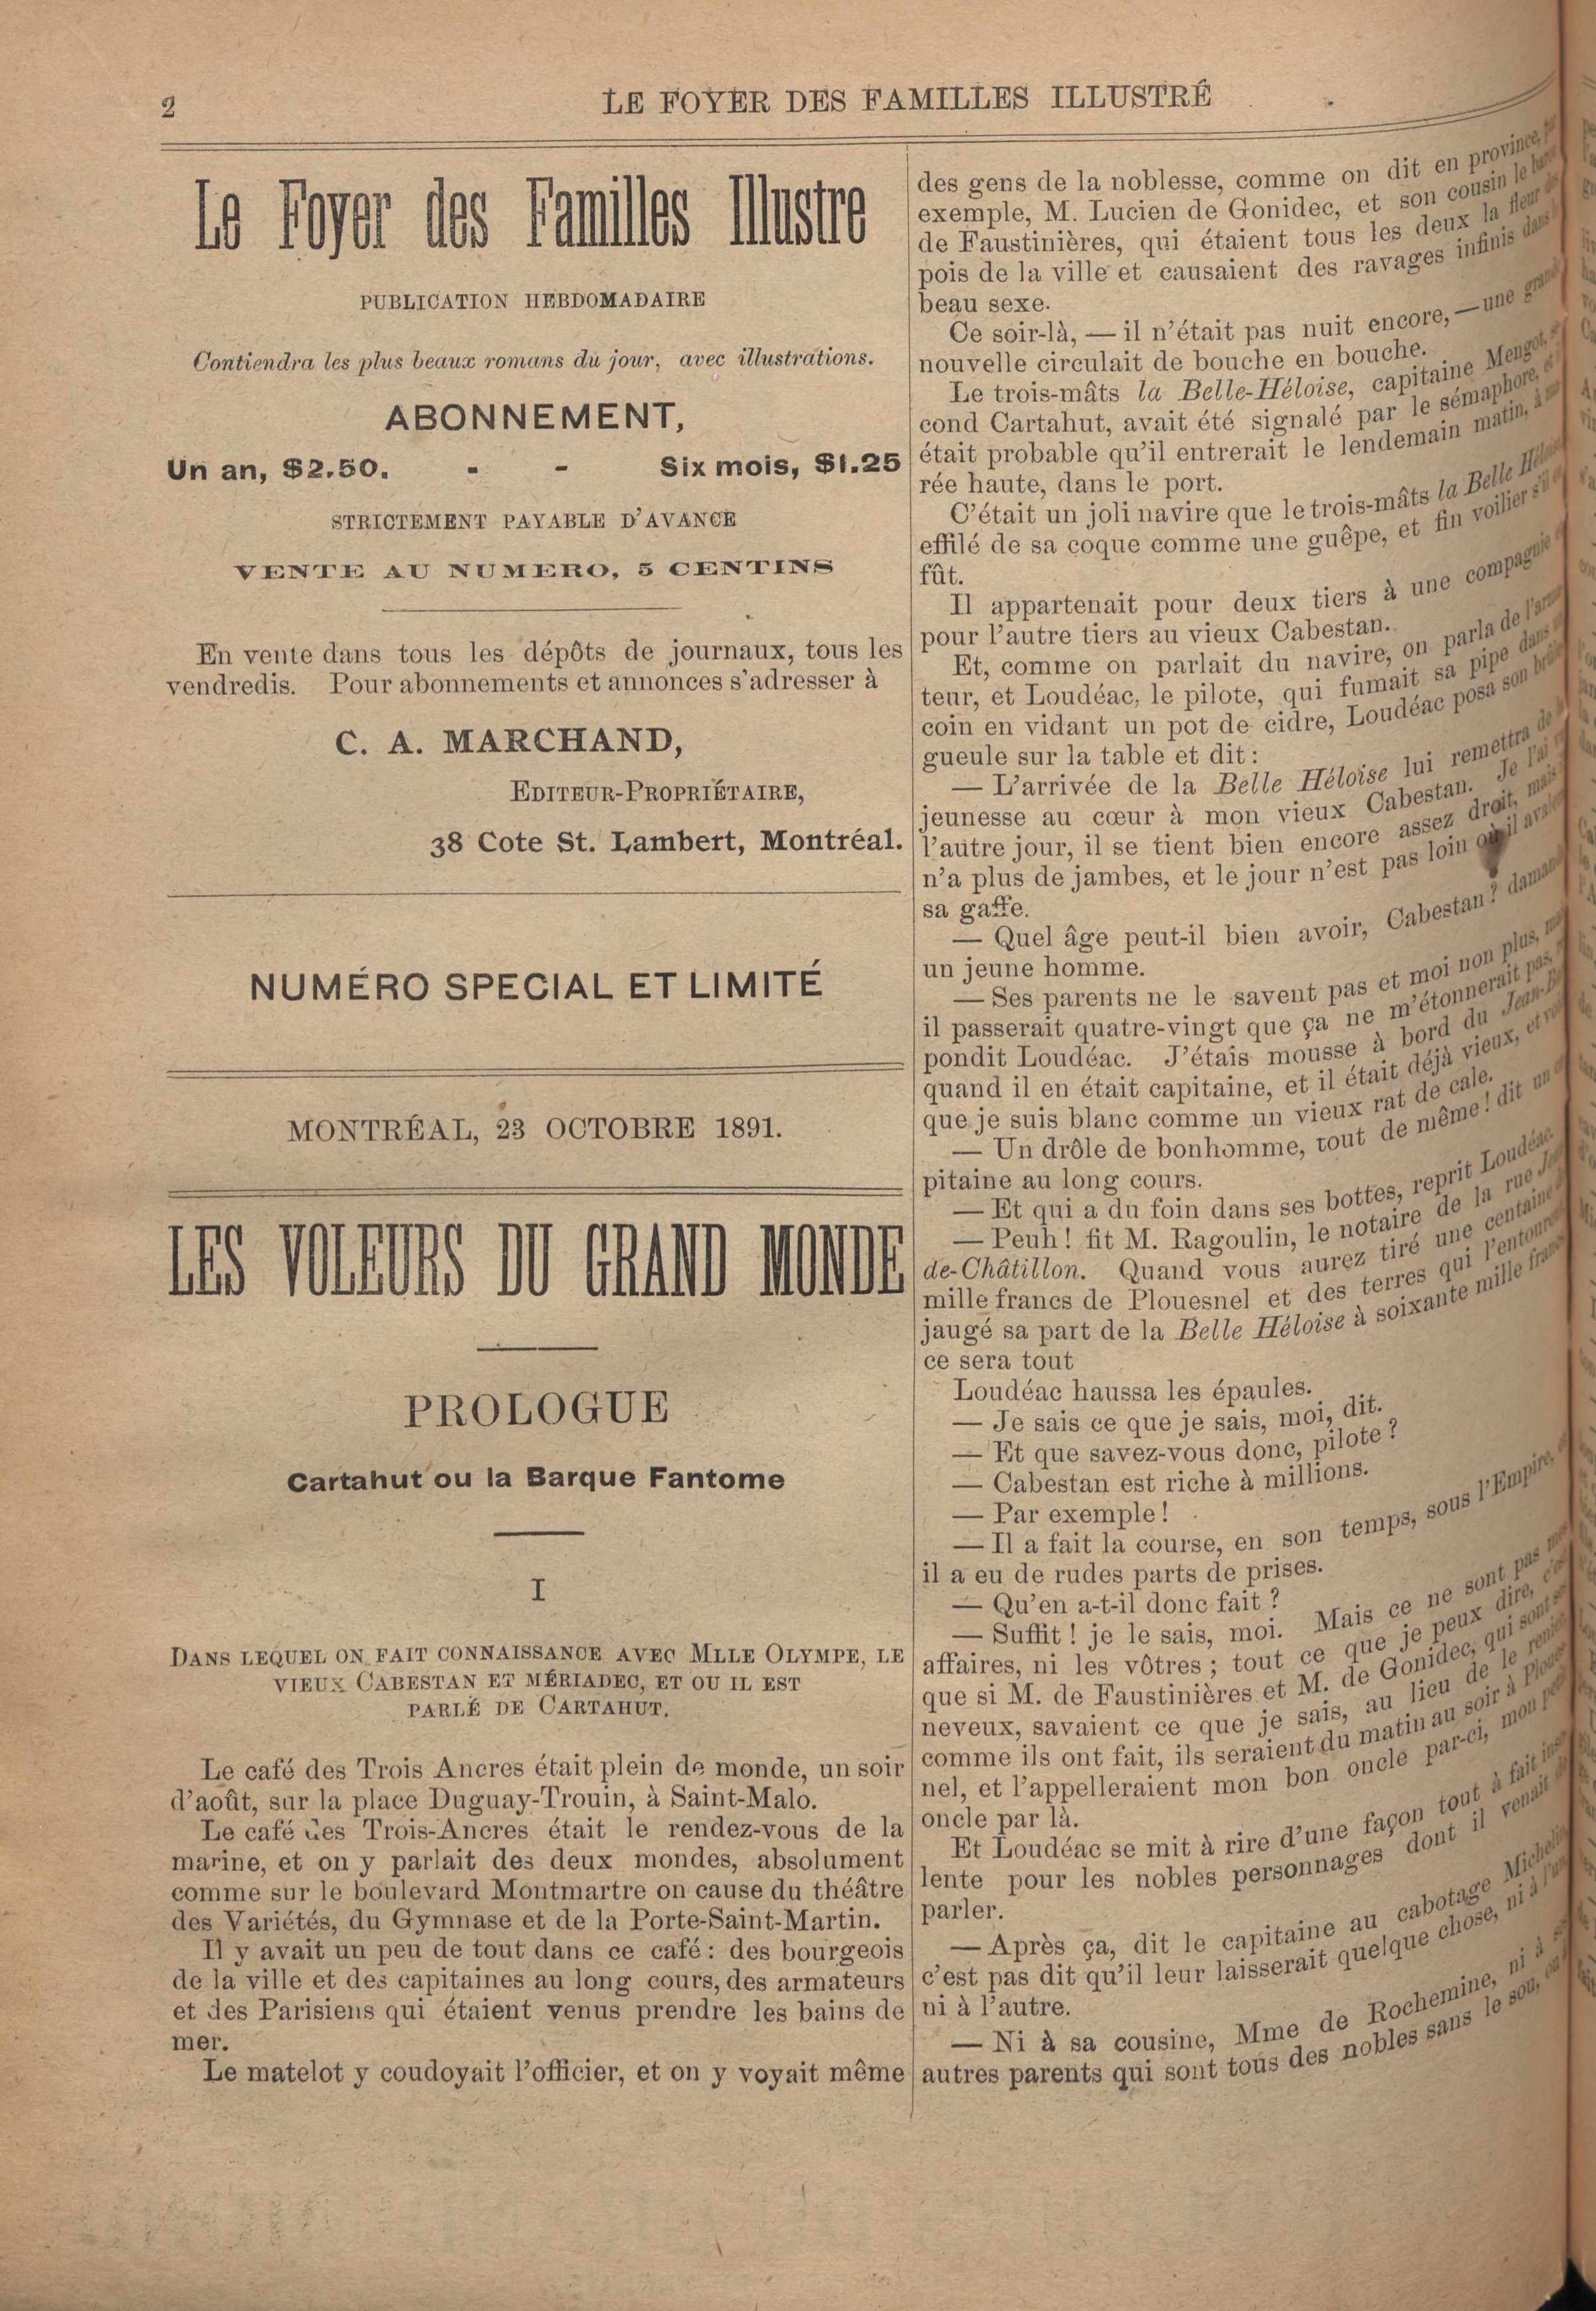 2
LE FOYER DES FAMILLES ILLUSTRÉ
Le Foyer des Familles Illustre
PUBLICATION HEBDOMADAIRE
Contiendra les plus beaux romans du jour, avec illustrations.
ABONNEMENT,
Un an, $2.50. - - Six mois, $1.25
STRICTEMENT PAYABLE D'AVANCE
VENTE AU NUMERO, 5 CENTINS
En vente dans tous les dépôts de journaux, tous les
vendredis. Pour abonnements et annonces s'adresser à
C. A. MARCHAND,
EDITEUR-PROPRIÉTAIRE,
38 Cote St. Lambert, Montréal.
NUMÉRO SPECIAL ET LIMITÉ
MONTRÉAL, 23 OCTOBRE 1891.
LES VOLEURS DU GRAND MONDE
PROLOGUE
Cartahut ou la Barque Fantome
I
DANS LEQUEL ON FAIT CONNAISSANCE AVEC MLLE OLYMPE, LE
VIEUX CABESTAN ET MÉRIADEC, ET OU IL EST
PARLÉ DE CARTAHUT.
Le café des Trois Ancres était plein de monde, un soir
d'août, sur la place Duguay-Trouin, à Saint-Malo.
Le café des Trois-Ancres était le rendez-vous de la
marine, et on y parlait des deux mondes, absolument
comme sur le boulevard Montmartre on cause du théâtre
des Variétés, du Gymnase et de la Porte-Saint-Martin.
Il y avait un peu de tout dans ce café : des bourgeois
de la ville et des capitaines au long cours, des armateurs
et des Parisiens qui étaient venus prendre les bains de
mer.
Le matelot y coudoyait l'officier, et on y voyait même
des gens de la noblesse, comme on dit en province,
exemple, M. Lucien de Gonidec, et son cousin le
de Faustinières, qui étaient tous les deux la fleur
pois de la ville et causaient des ravages infinis dans
beau sexe.
Ce soir-là, — il n'était pas nuit encore, — une
nouvelle circulait de bouche en bouche.
Le trois-mâts la Belle-Héloise, capitaine Mengot,
cond Cartahut, avait été signalé par le sémaphore,
était probable qu'il entrerait le lendemain matin, à
rée haute, dans le port.
C'était un joli navire que le trois-mâts la Belle
effilé de sa coque comme une guêpe, et fin voilier
fût.
Il appartenait pour deux tiers à une compagnie
pour l'autre tiers au vieux Cabestan.
Et, comme on parlait du navire, on parla de
teur, et Loudéac, le pilote, qui fumait sa pipe dans
coin en vidant un pot de cidre, Loudéac posa son
gueule sur la table et dit :
— L'arrivée de la Belle Héloise lui remettra de
jeunesse au cœur à mon vieux Cabestan. Je l'ai
l'autre jour, il se tient bien encore assez droit, mais
n'a plus de jambes, et le jour n'est pas loin où il
sa gaffe.
— Quel âge peut-il bien avoir, Cabestan ?
un jeune homme.
— Ses parents ne le savent pas et moi non plus,
il passerait quatre-vingt que ça ne m'étonnerait pas,
pondit Loudéac. J'étais mousse à bord du
quand il en était capitaine, et il était déjà vieux, et
que je suis blanc comme un vieux rat de cale.
— Un drôle de bonhomme, tout de même ! dit un
pitaine au long cours.
— Et qui a du foin dans ses bottes, reprit Loudéac.
— Peuh ! fit M. Ragoulin, le notaire de la rue
de-Châtillon. Quand vous aurez tiré une centaine
mille francs de Plouesnel et des terres qui
jaugé sa part de la Belle Héloise à soixante mille
ce sera tout
Loudéac haussa les épaules.
— Je sais ce que je sais, moi, dit.
— Et que savez-vous donc, pilote ?
— Cabestan est riche à millions.
— Par exemple !
— Il a fait la course, en son temps, sous l'Empire,
il a eu de rudes parts de prises.
— Qu'en a-t-il donc fait ?
— Suffit ! je le sais, moi. Mais ce ne sont pas
affaires, ni les vôtres ; tout ce que je peux dire,
que si M. de Faustinières et M. de Gonidec, qui sont
neveux, savaient ce que je sais, au lieu de le
comme ils ont fait, ils seraient du matin au soir à
nel, et l'appelleraient mon bon oncle par-ci, mon
oncle par là.
Et Loudéac se mit à rire d'une façon tout à fait
lente pour les nobles personnages dont il venait
parler.
— Après ça, dit le capitaine au cabotage
c'est pas dit qu'il leur laisserait quelque chose, ni à
ni à l'autre.
— Ni à sa cousine, Mme de Rochemine, ni à
autres parents qui sont tous des nobles sans le sou,